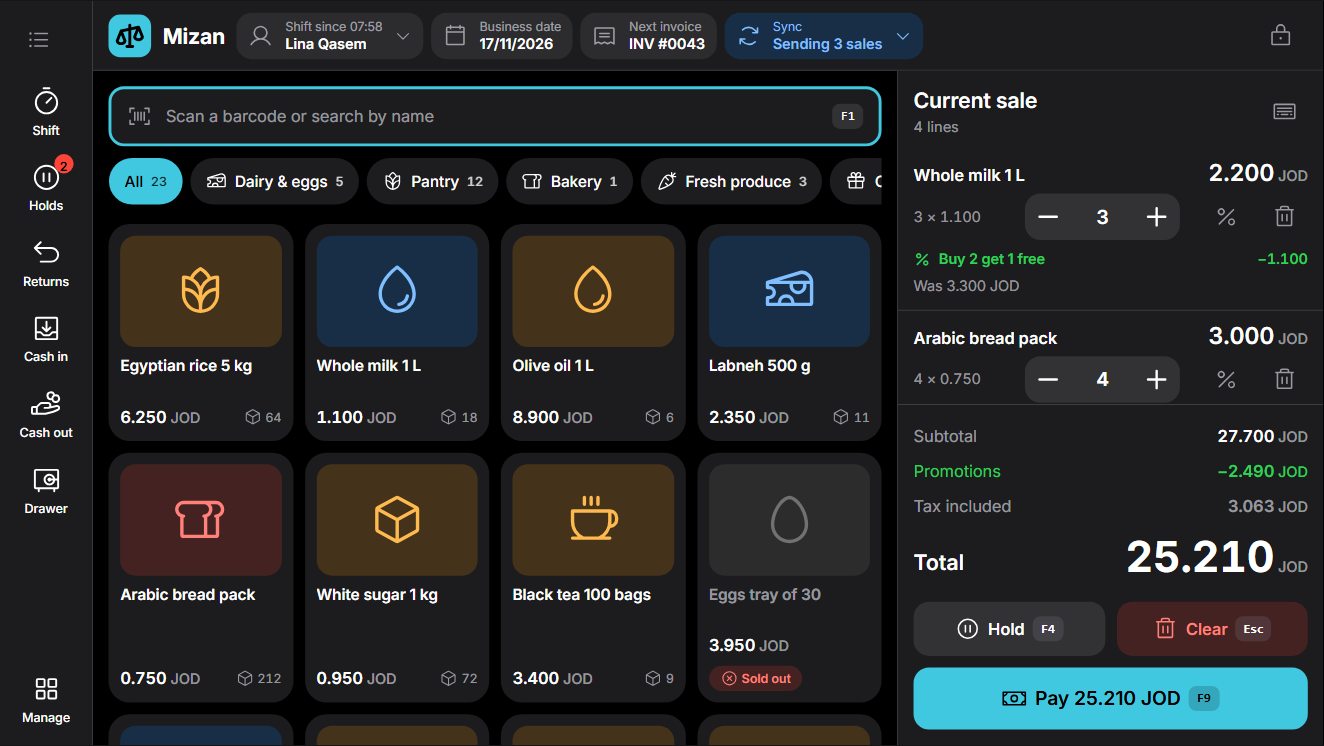 Mizan
Shift since 07:58
Lina Qasem
Business date
17/11/2026
Next invoice
INV #0043
Sync
Sending 3 sales
Shift
2
Holds
Returns
Cash in
Cash out
Drawer
Manage
Scan a barcode or search by name F1
All 23 Dairy & eggs 5 Pantry 12 Bakery 1 Fresh produce 3
Egyptian rice 5 kg
6.250 JOD 64
Whole milk 1 L
1.100 JOD 18
Olive oil 1 L
8.900 JOD 6
Labneh 500 g
2.350 JOD 11
Arabic bread pack
0.750 JOD 212
White sugar 1 kg
0.950 JOD 72
Black tea 100 bags
3.400 JOD 9
Eggs tray of 30
3.950 JOD
Sold out
Current sale
4 lines
Whole milk 1 L 2.200 JOD
3 × 1.100 3
Buy 2 get 1 free −1.100
Was 3.300 JOD
Arabic bread pack 3.000 JOD
4 × 0.750 4
Subtotal 27.700 JOD
Promotions −2.490 JOD
Tax included 3.063 JOD
Total 25.210 JOD
Hold F4
Clear Esc
Pay 25.210 JOD F9